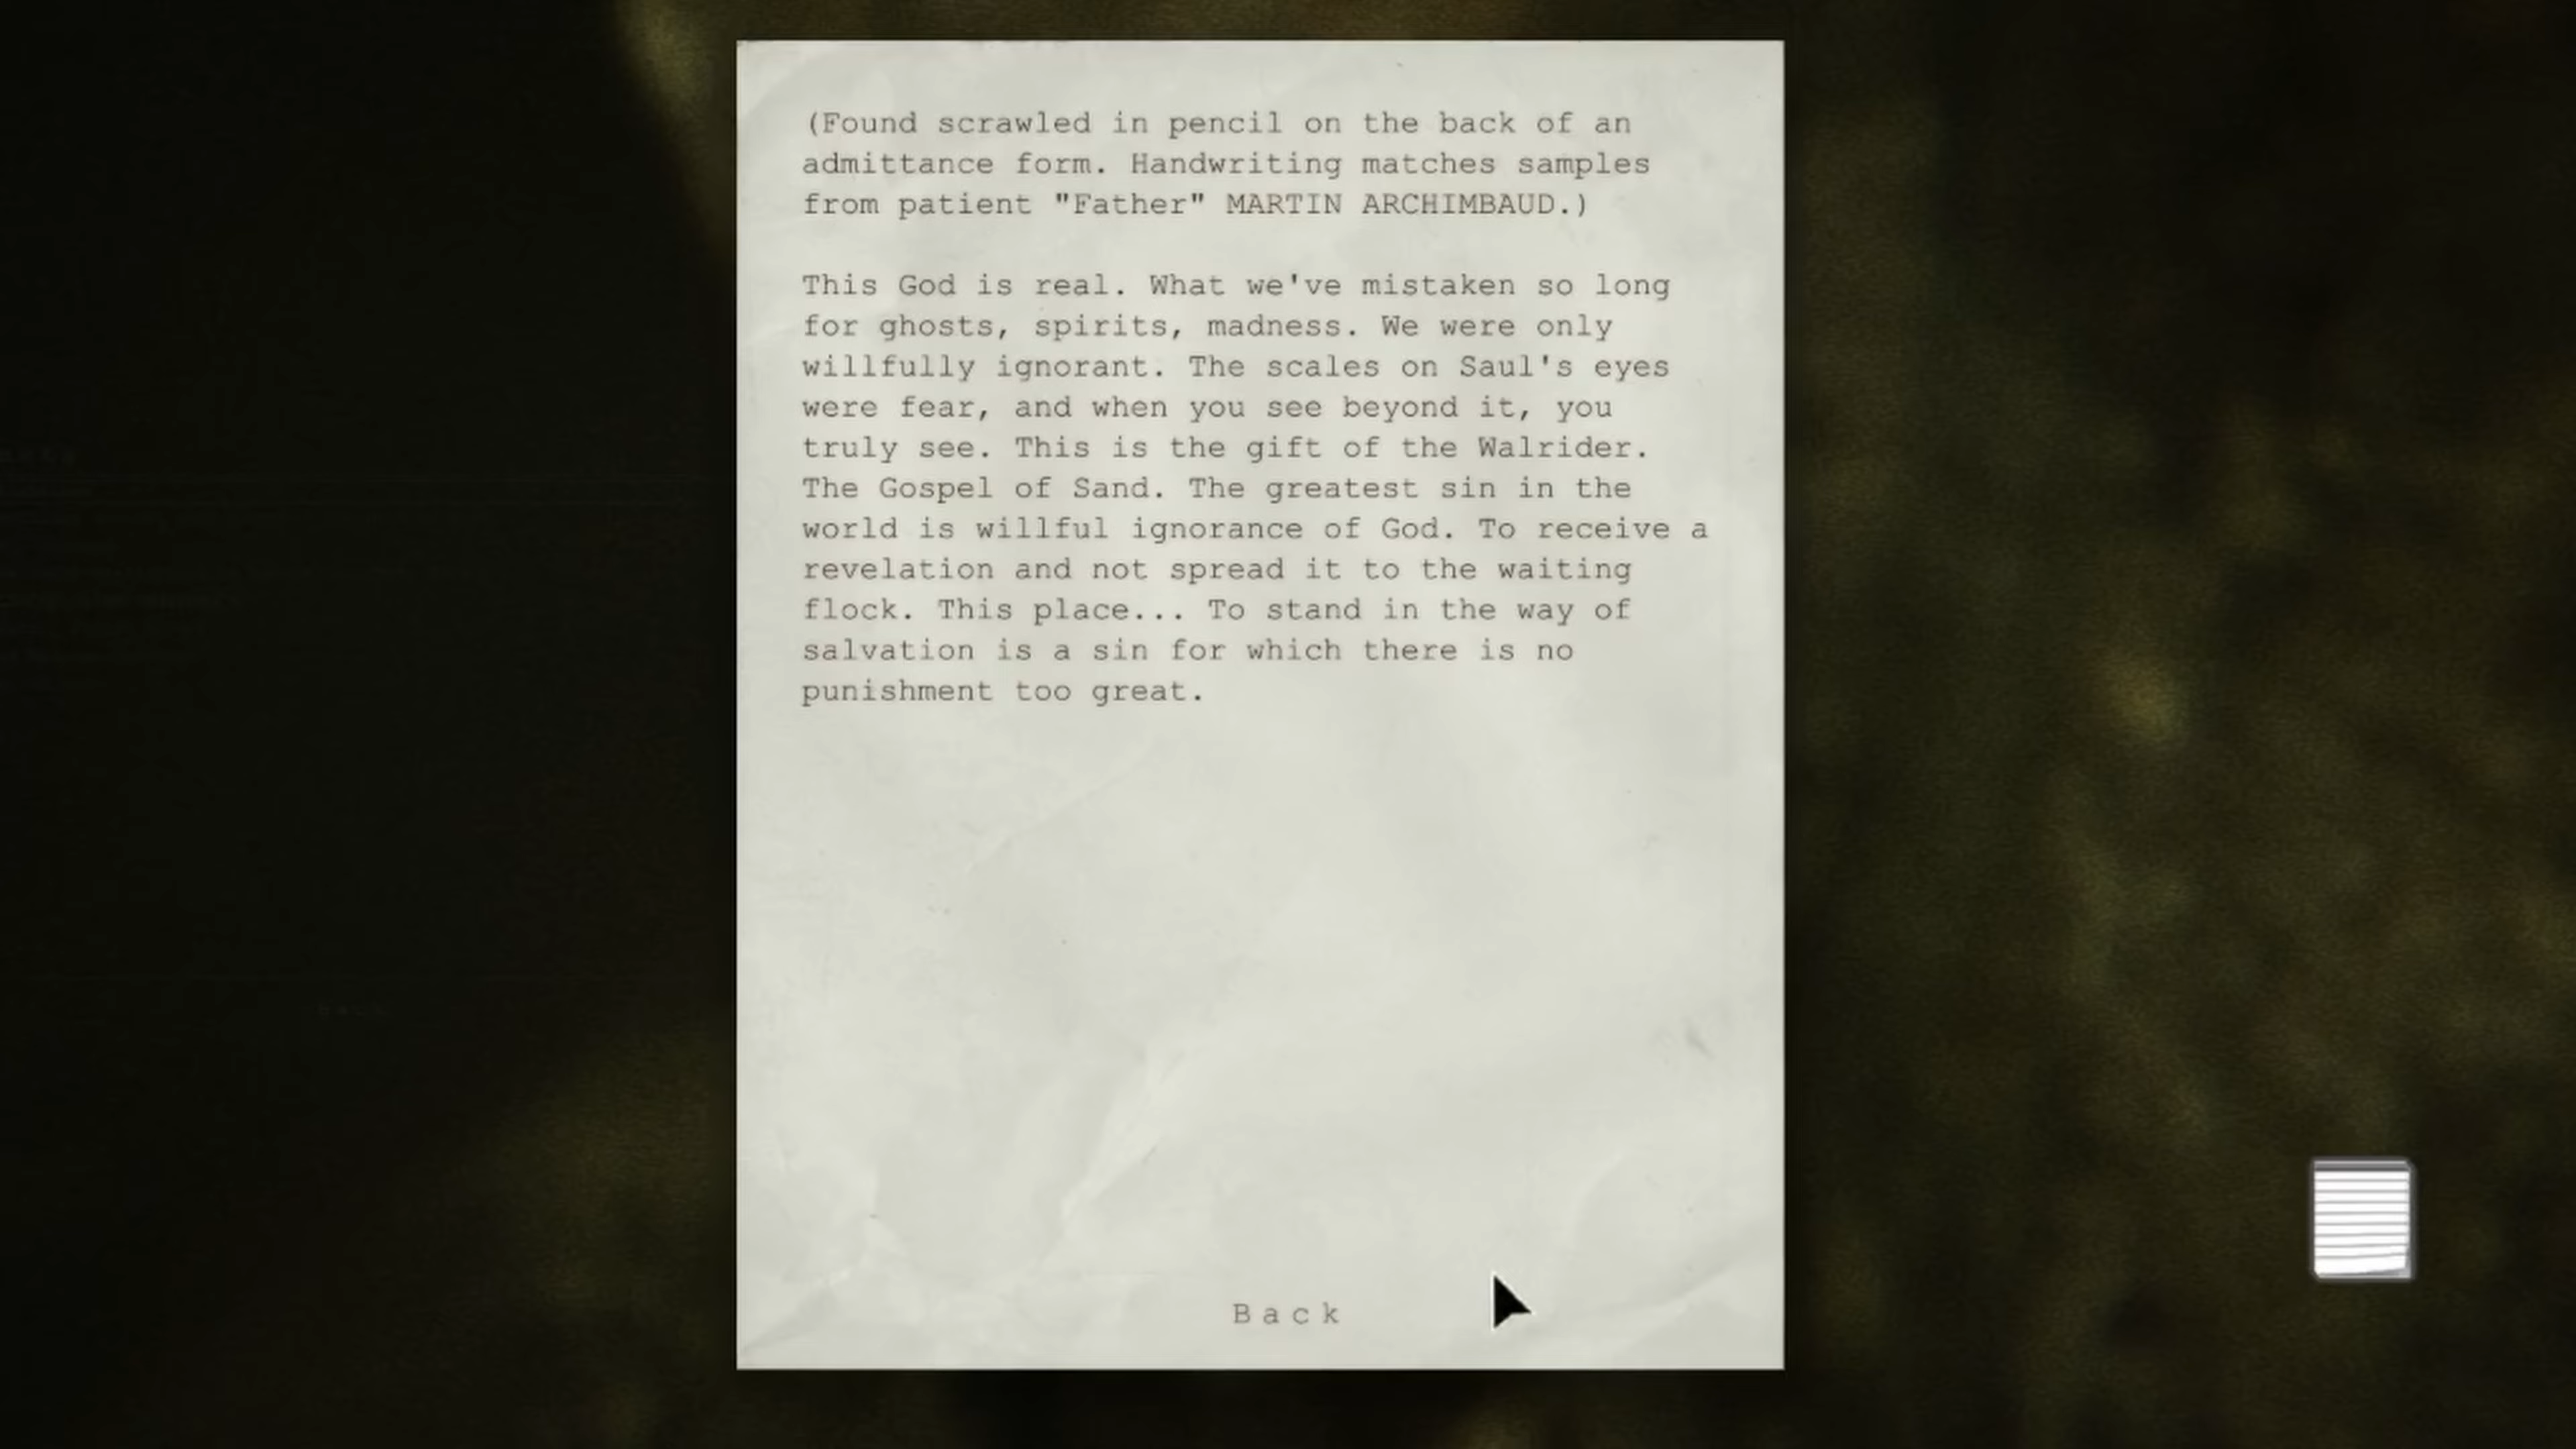 (Found scrawled in pencil on the back of an
admittance form. Handwriting matches samples
from patient "Father" MARTIN ARCHIMBAUD.)
This God is real. What we've mistaken so long
for ghosts, spirits, madness. We were only
willfully ignorant. The scales on Saul's eyes
were fear, and when you see beyond it, you
truly see. This is the gift of the Walrider.
The Gospel of Sand. The greatest sin in the
world is willful ignorance of God. To receive a
revelation and not spread it to the waiting
flock. This place... To stand in the way of
salvation is a sin for which there is no
punishment too great.
Back